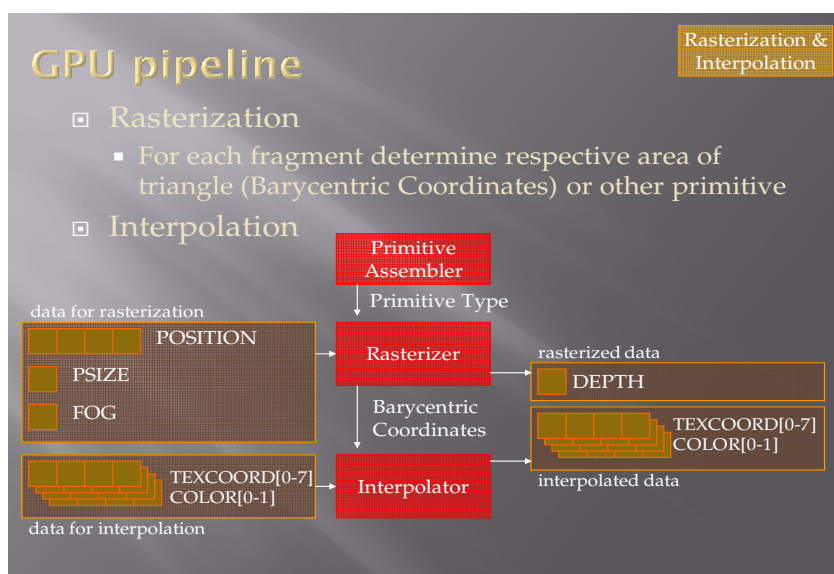 GPU pipeline
Rasterization &
Interpolation
Rasterization
For each fragment determine respective area of
triangle (Barycentric Coordinates) or other primitive
Interpolation
Primitive
Assembler
Primitive Type
data for rasterization
POSITION
PSIZE
FOG
Rasterizer
rasterized data
DEPTH
Barycentric
Coordinates
TEXCOORD[0-7]
COLOR[0-1]
interpolated data
TEXCOORD[0-7]
COLOR[0-1]
data for interpolation
Interpolator